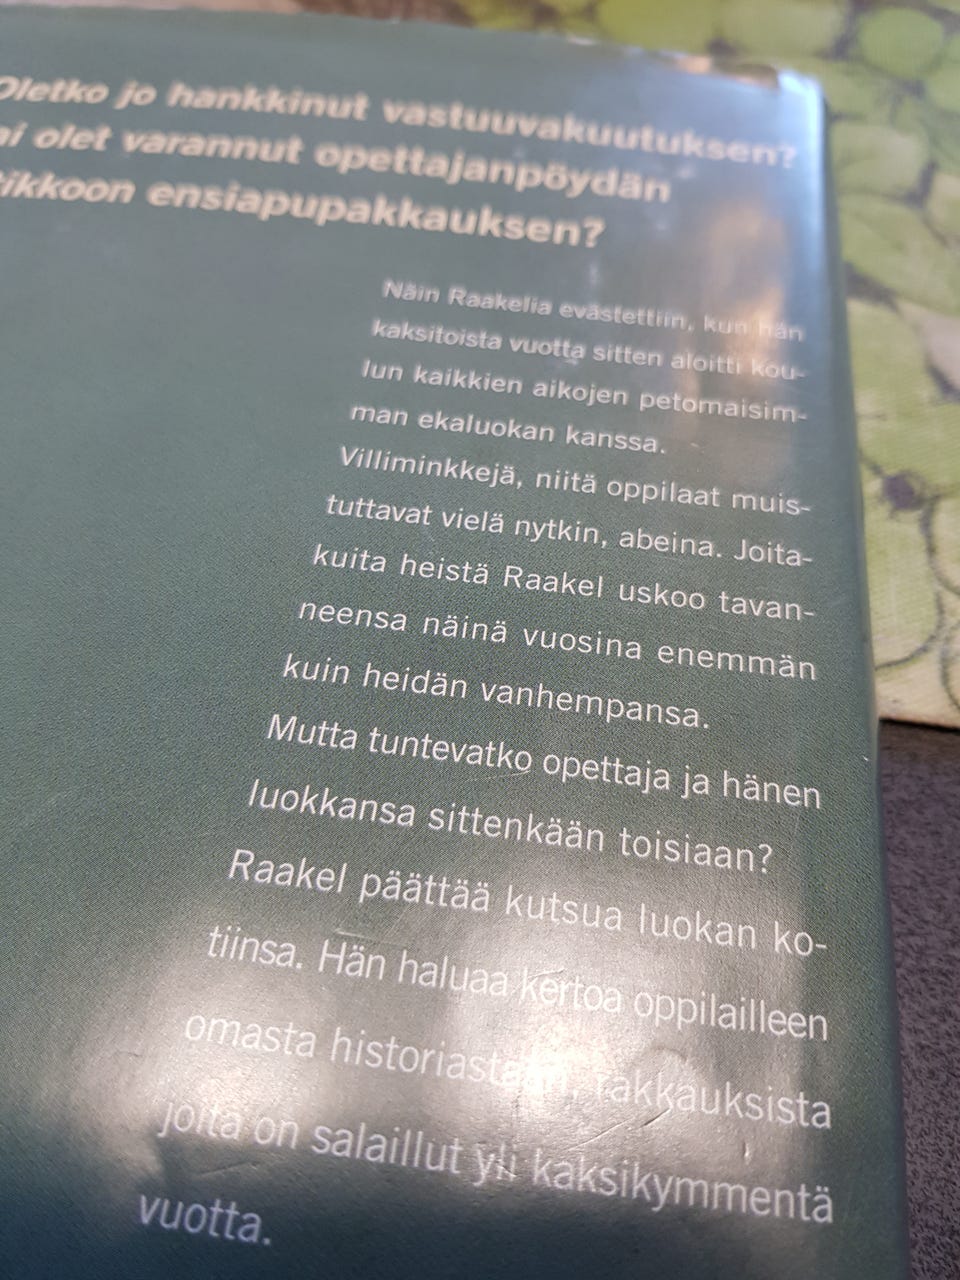 Oletko jo hankkinut vastuuvakuutuksen?
ai olet varannut opettajanpöydän
tikkoon ensiapupakkauksen?
Näin Raakelia evästettiin, kun hän
kaksitoista vuotta sitten aloitti kou-
lun kaikkien aikojen petomaisim-
man ekaluokan kanssa.
Villiminkkejä, niitä oppilaat muis-
tuttavat vielä nytkin, abeina. Joita-
kuita heistä Raakel uskoo tavan-
neensa näinä vuosina enemmän
kuin heidän vanhempansa.
Mutta tuntevatko opettaja ja hänen
luokkansa sittenkään toisiaan?
Raakel päättää kutsua luokan ko-
tiinsa. Hän haluaa kertoa oppilailleen
omasta historiastaan rakkauksista
joita on salaillut yli kaksikymmentä
vuotta.